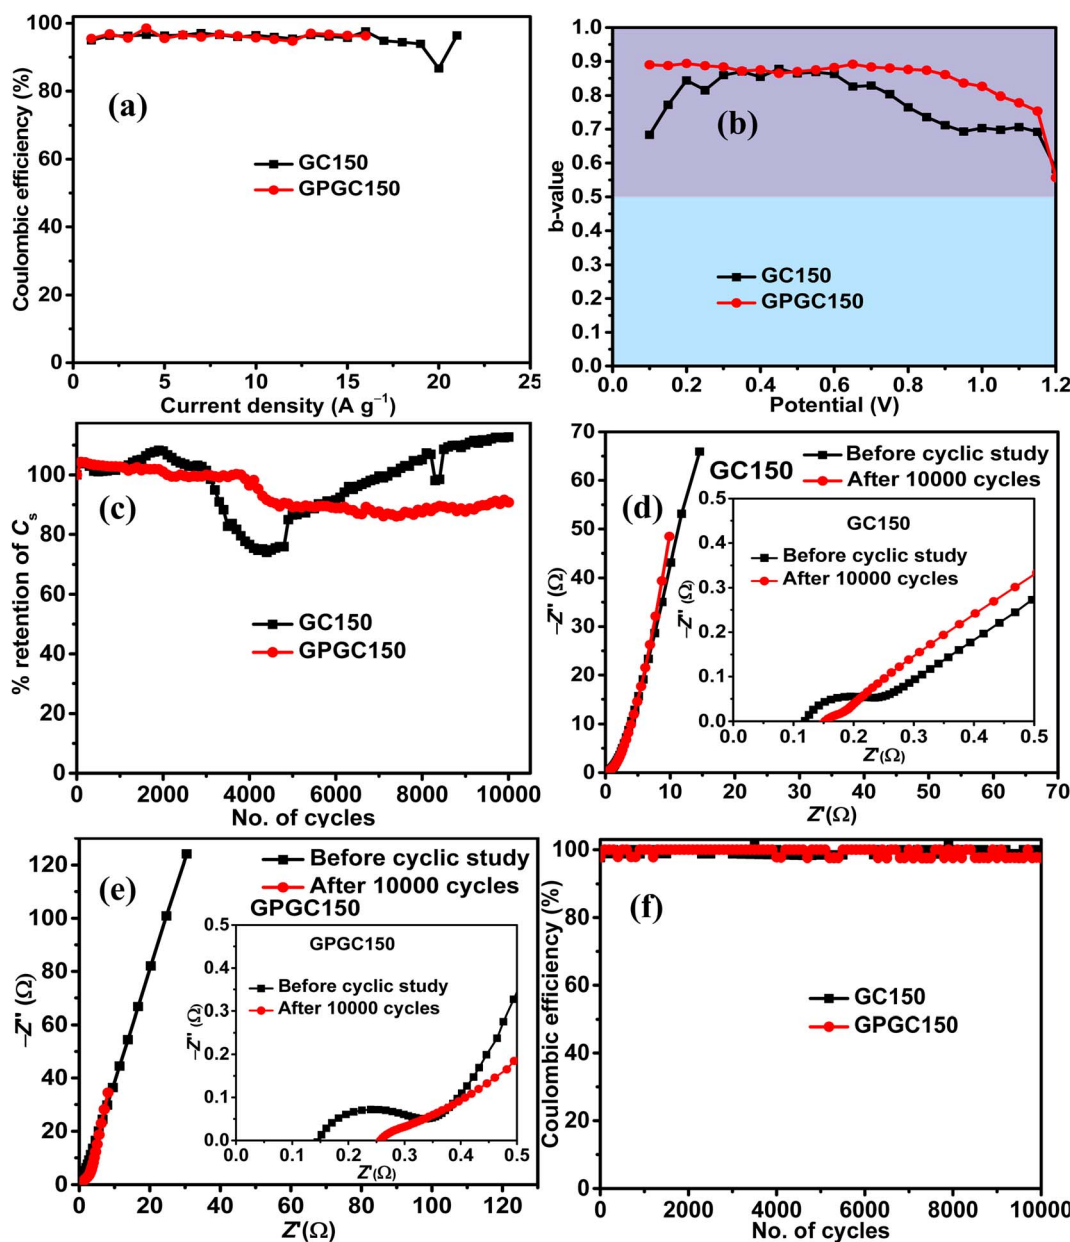 100
80
60
40
20
0
Coulombic efficiency (%)
(a)
GC150
GPGC150
0 5 10 15 20 25
Current density (A g⁻¹)
1.0
0.9
0.8
0.7
0.6
0.5
0.4
0.3
0.2
0.1
0.0
b-value
(b)
GC150
GPGC150
0.0 0.2 0.4 0.6 0.8 1.0 1.2
Potential (V)
100
80
60
40
20
0
% retention of Cs
(c)
GC150
GPGC150
0 2000 4000 6000 8000 10000
No. of cycles
70
60
50
40
30
20
10
0
−Z'' (Ω)
GC150
Before cyclic study
After 10000 cycles
(d)
0.5
0.4
0.3
0.2
0.1
0.0
−Z'' (Ω)
GC150
Before cyclic study
After 10000 cycles
0.0 0.1 0.2 0.3 0.4 0.5
Z'(Ω)
0 10 20 30 40 50 60 70
Z'(Ω)
120
100
80
60
40
20
0
−Z'' (Ω)
(e)
Before cyclic study
After 10000 cycles
GPGC150
0.5
0.4
0.3
0.2
0.1
0.0
−Z'' (Ω)
GPGC150
Before cyclic study
After 10000 cycles
0.0 0.1 0.2 0.3 0.4 0.5
Z'(Ω)
0 20 40 60 80 100 120
Z'(Ω)
100
80
60
40
20
0
Coulombic efficiency (%)
(f)
GC150
GPGC150
0 2000 4000 6000 8000 10000
No. of cycles